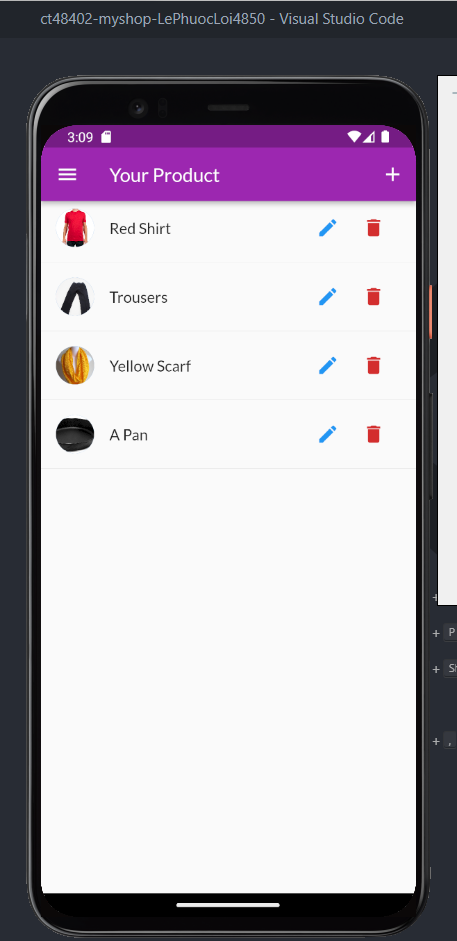 ct48402-myshop-LePhuocLoi4850 - Visual Studio Code
3:09
Your Product
Red Shirt
Trousers
Yellow Scarf
A Pan
+
+ P
+
+ ,